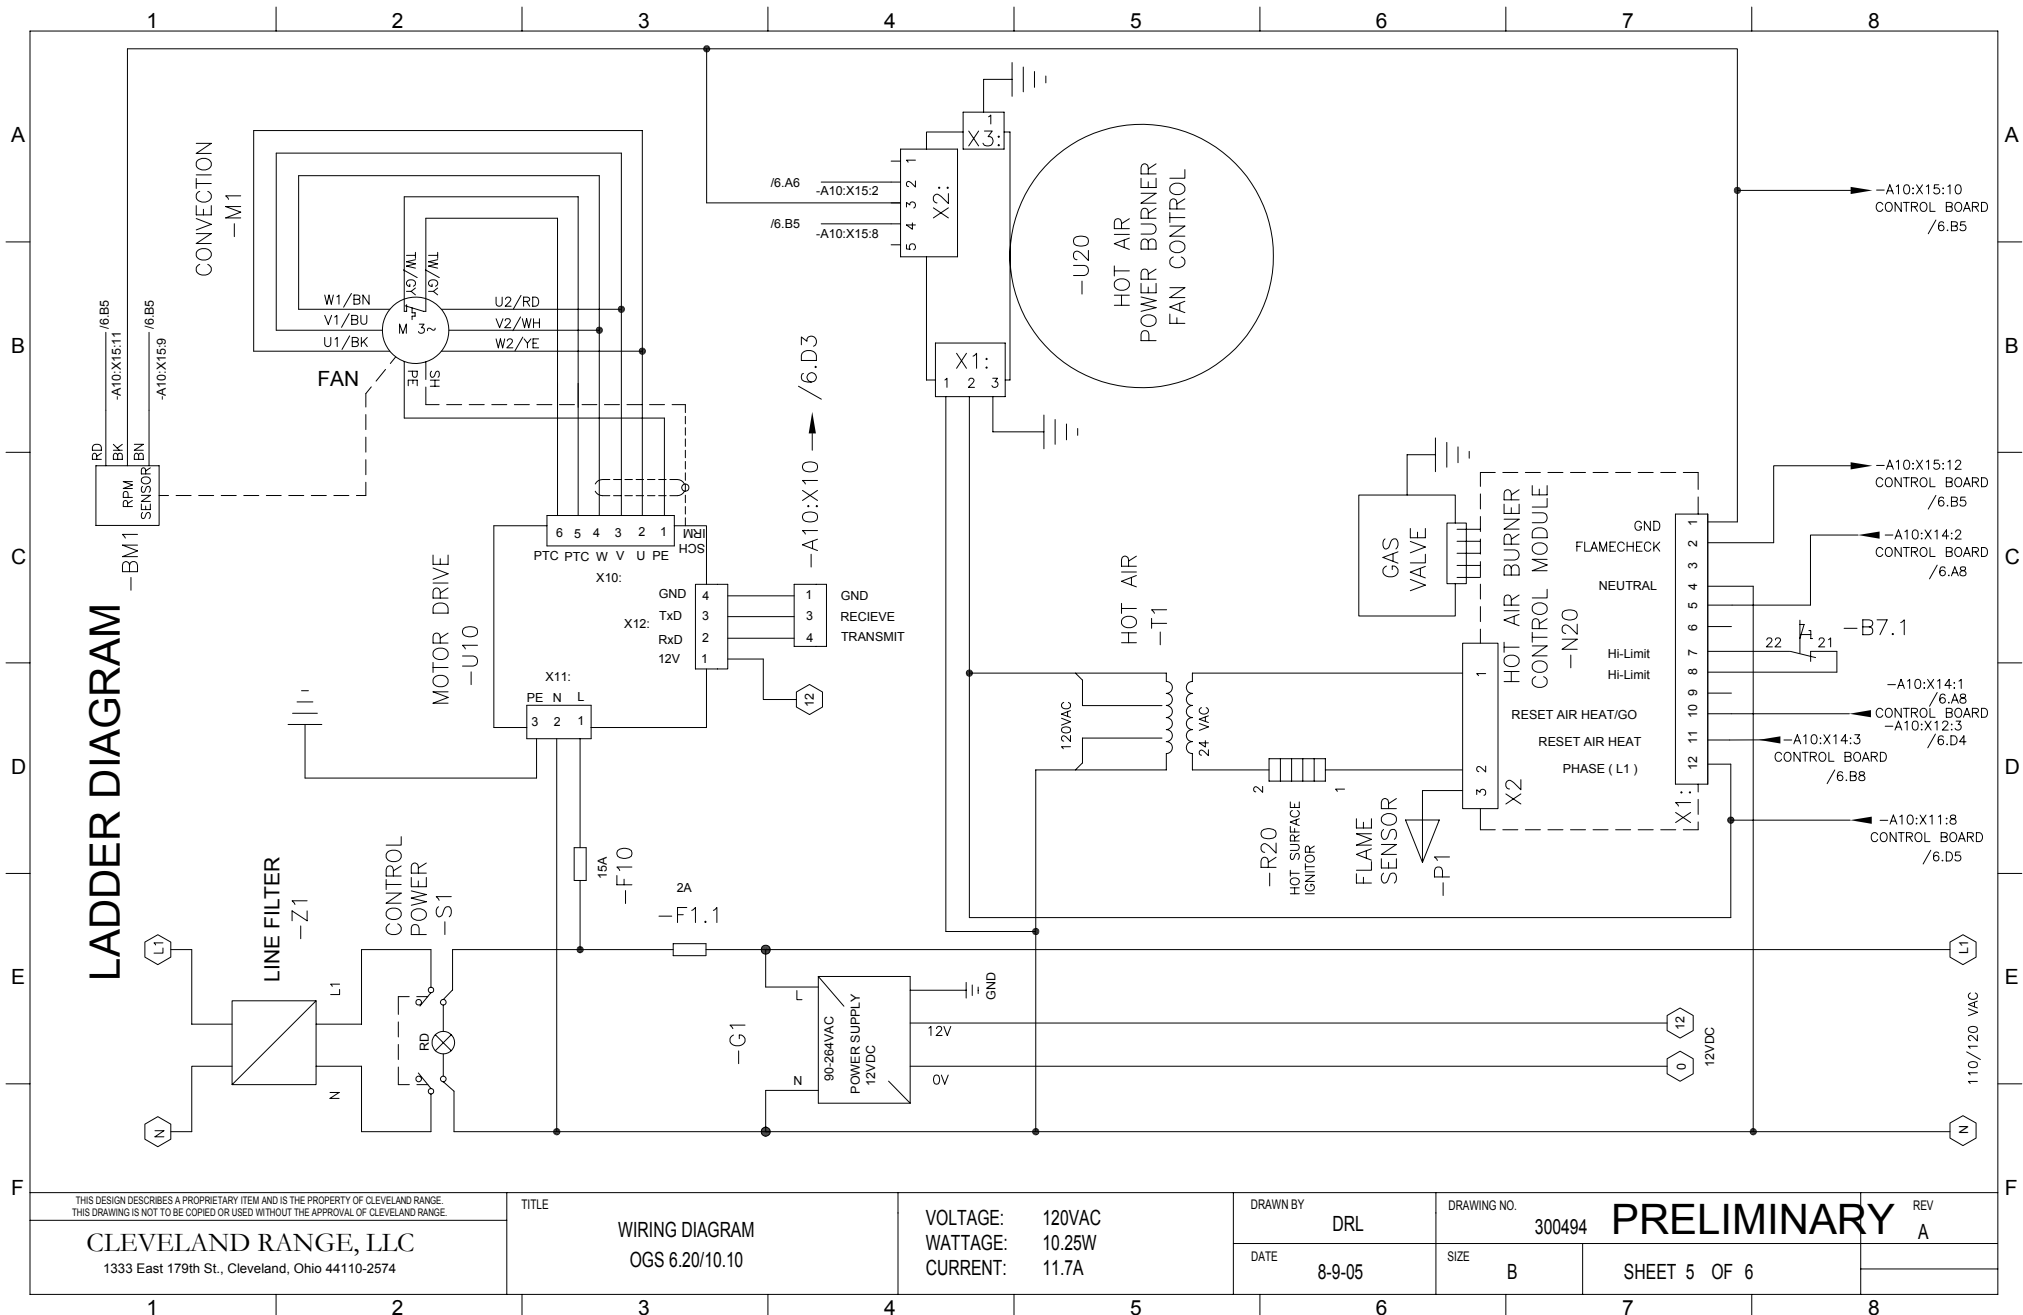 1 2 3 4 5 6 7 8
A
B
C
D
E
F
A
B
C
D
E
F
LADDER DIAGRAM
CONVECTION
-M1
/6.B5
-A10:X15:11
/6.B5
-A10:X15:9
RD
BK
BN
RPM
SENSOR
-BM1
TW/GY
TW/GY
W1/BN
V1/BU
U1/BK
M 3~
U2/RD
V2/WH
W2/YE
PE
SH
FAN
MOTOR DRIVE
-U10
6 5 4 3 2 1
PTC PTC W V U PE
SCH
IRM
X10:
GND 4
TxD 3
RxD 2
12V 1
X12:
1 GND
3 RECIEVE
4 TRANSMIT
-A10:X10 /6.D3
12
X11:
PE N L
3 2 1
15A
-F10
/6.A6
-A10:X15:2
/6.B5
-A10:X15:8
1
2
3
4
5
X2:
1
X3:
X1:
1 2 3
-U20
HOT AIR
POWER BURNER
FAN CONTROL
HOT AIR
-T1
120VAC
24 VAC
2
1
-R20
HOT SURFACE
IGNITOR
FLAME
SENSOR
-P1
GAS
VALVE
HOT AIR BURNER
CONTROL MODULE
-N20
1
2
3
X2
GND 1
FLAMECHECK 2
3
NEUTRAL 4
5
6
Hi-Limit 7
Hi-Limit 8
9
RESET AIR HEAT/GO 10
RESET AIR HEAT 11
PHASE ( L1 ) 12
X1:
-A10:X15:10
CONTROL BOARD
/6.B5
-A10:X15:12
CONTROL BOARD
/6.B5
-A10:X14:2
CONTROL BOARD
/6.A8
22
21
-B7.1
-A10:X14:1
/6.A8
CONTROL BOARD
-A10:X12:3
/6.D4
-A10:X14:3
CONTROL BOARD
/6.B8
-A10:X11:8
CONTROL BOARD
/6.D5
LINE FILTER
-Z1
CONTROL
POWER
-S1
2A
-F1.1
L1
N
L1
N
RD
-G1
L
N
90-264VAC
POWER SUPPLY
12VDC
GND
12V
0V
12
0
12VDC
L1
110/120 VAC
N
THIS DESIGN DESCRIBES A PROPRIETARY ITEM AND IS THE PROPERTY OF CLEVELAND RANGE.
THIS DRAWING IS NOT TO BE COPIED OR USED WITHOUT THE APPROVAL OF CLEVELAND RANGE.
CLEVELAND RANGE, LLC
1333 East 179th St., Cleveland, Ohio 44110-2574
TITLE
WIRING DIAGRAM
OGS 6.20/10.10
VOLTAGE: 120VAC
WATTAGE: 10.25W
CURRENT: 11.7A
DRAWN BY
DRL
DATE
8-9-05
DRAWING NO.
300494
PRELIMINARY
REV
A
SIZE
B
SHEET 5 OF 6
1 2 3 4 5 6 7 8